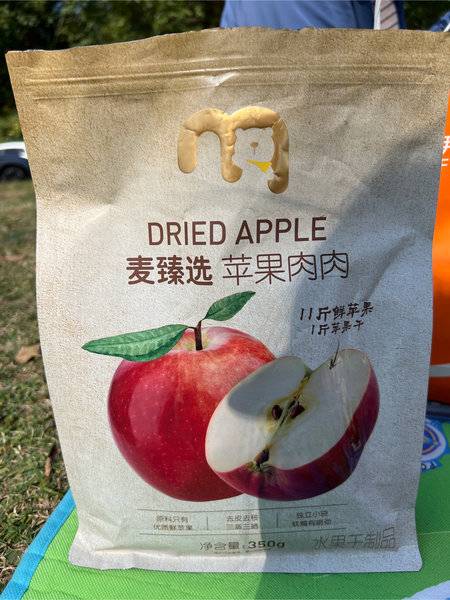 DRIED APPLE
麦臻选 苹果肉肉
11斤鲜苹果
1斤苹果干
原料只有 去皮去核 独立小袋
优质鲜苹果 三蒸三晒 软糯有嚼劲
净含量: 350g 水果干制品